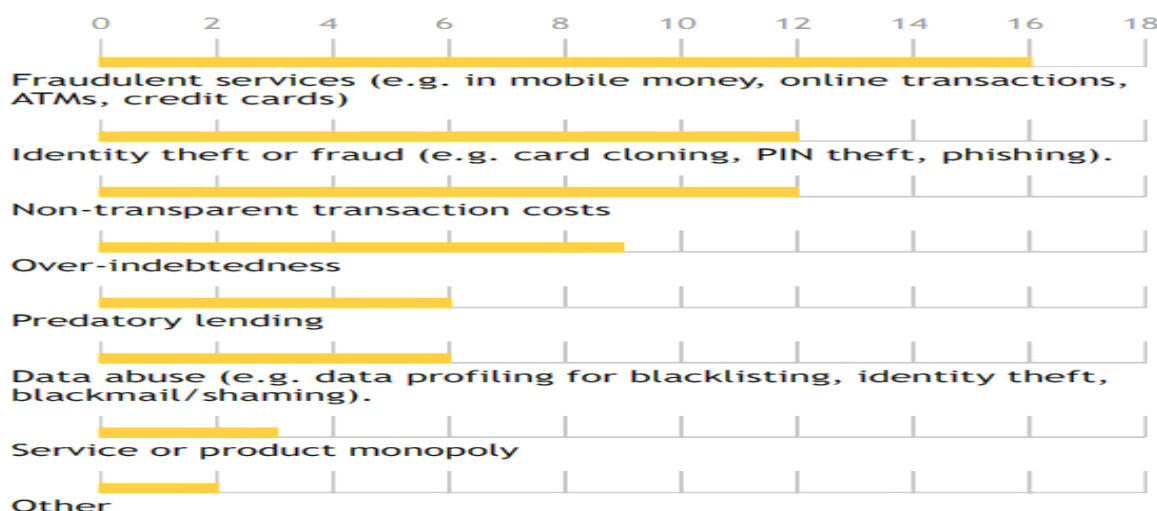 0 2 4 6 8 10 12 14 16 18
Fraudulent services (e.g. in mobile money, online transactions,
ATMs, credit cards)
Identity theft or fraud (e.g. card cloning, PIN theft, phishing).
Non-transparent transaction costs
Over-indebtedness
Predatory lending
Data abuse (e.g. data profiling for blacklisting, identity theft,
blackmail/shaming).
Service or product monopoly
Other